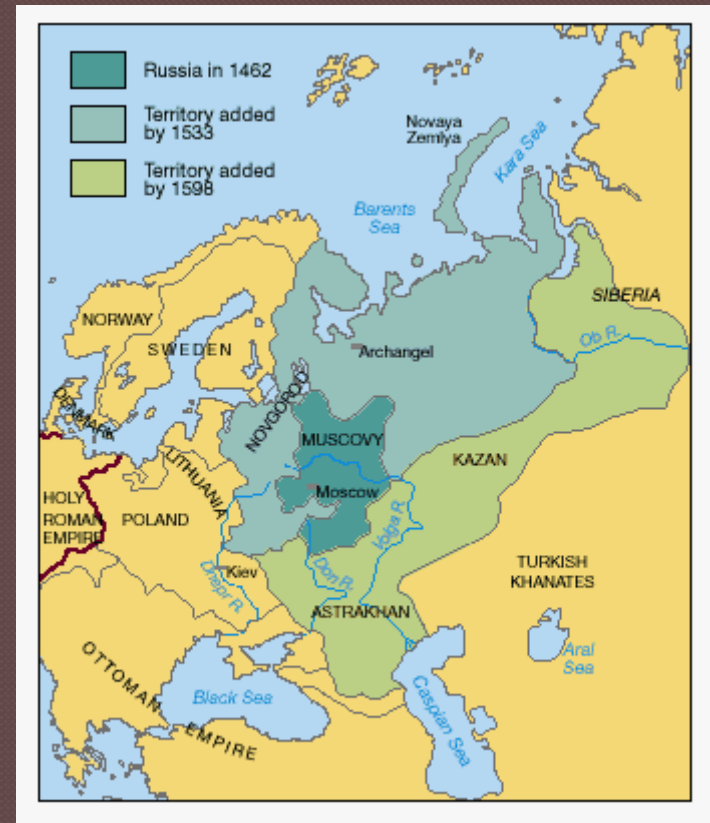 Russia in 1462
Territory added
by 1533
Territory added
by 1598
Novaya
Zemlya
Kara Sea
Barents
Sea
SIBERIA
NORWAY
Ob R.
SWEDEN
Archangel
DENMARK
NOVGOROD
MUSCOVY
LITHUANIA
KAZAN
HOLY
ROMAN
EMPIRE
POLAND
Moscow
Volga R.
Kiev
Dnepr R.
Don R.
TURKISH
KHANATES
ASTRAKHAN
Aral
Sea
OTTOMAN EMPIRE
Black Sea
Caspian Sea